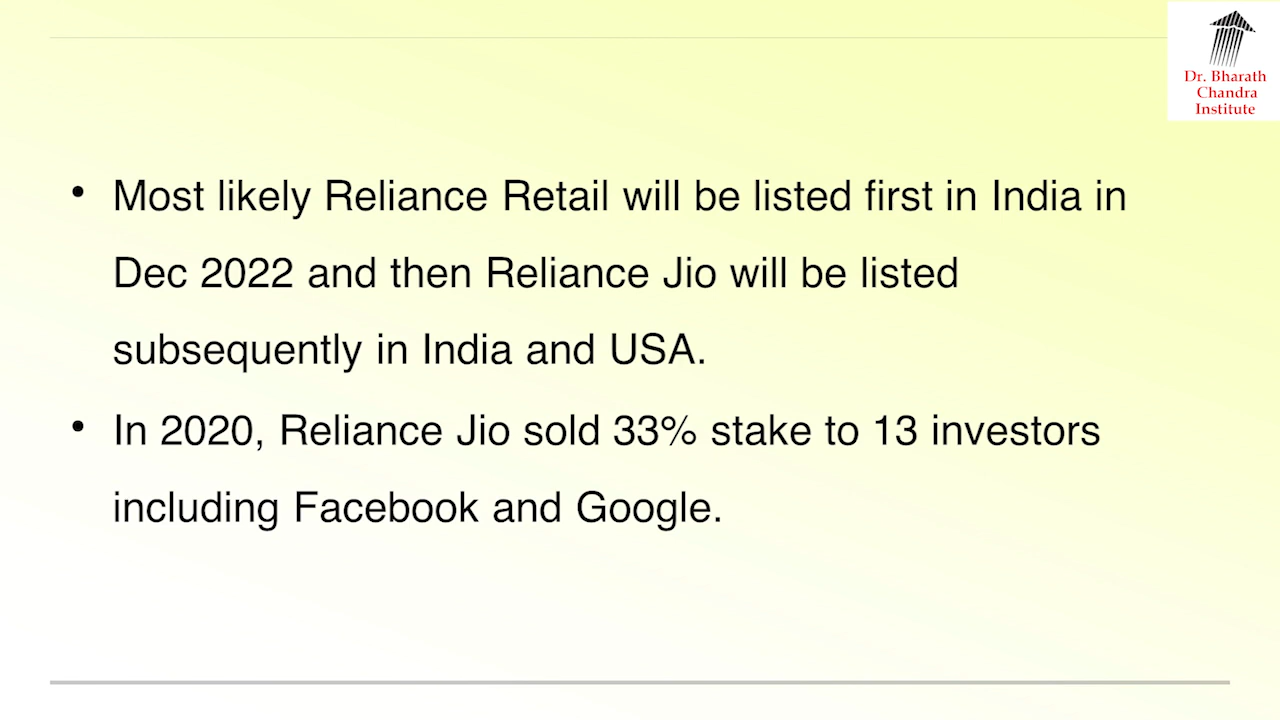 Dr. Bharath
Chandra
Institute
• Most likely Reliance Retail will be listed first in India in
Dec 2022 and then Reliance Jio will be listed
subsequently in India and USA.
• In 2020, Reliance Jio sold 33% stake to 13 investors
including Facebook and Google.